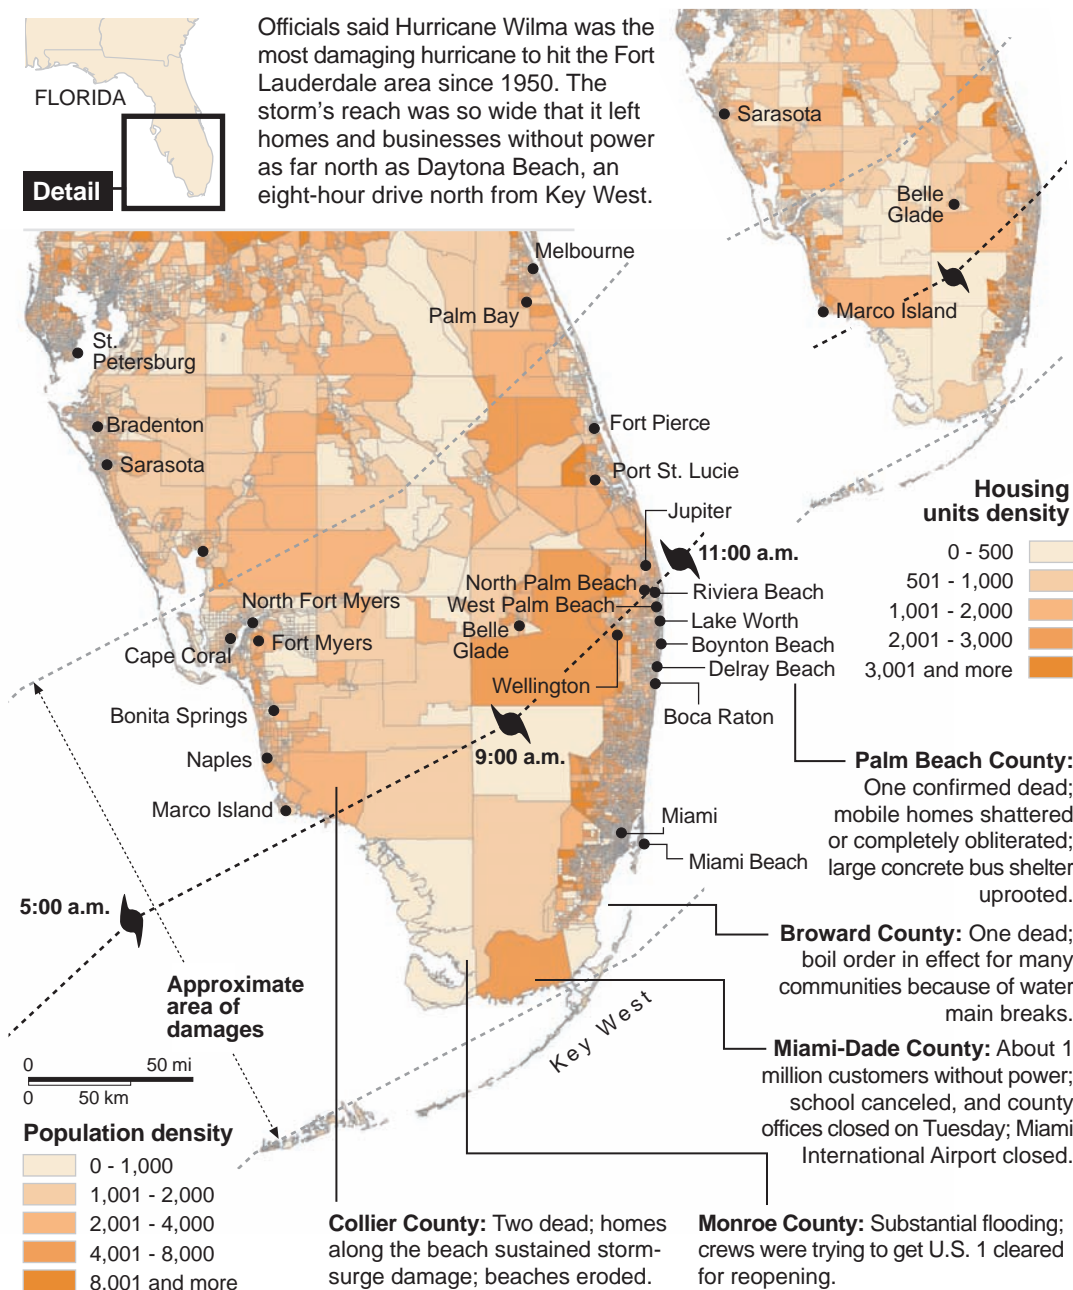 FLORIDA
Detail
Officials said Hurricane Wilma was the
most damaging hurricane to hit the Fort
Lauderdale area since 1950. The
storm's reach was so wide that it left
homes and businesses without power
as far north as Daytona Beach, an
eight-hour drive north from Key West.
Sarasota
Belle
Glade
Marco Island
Housing
units density
0 - 500
501 - 1,000
1,001 - 2,000
2,001 - 3,000
3,001 and more
Melbourne
Palm Bay
St.
Petersburg
Bradenton
Sarasota
Fort Pierce
Port St. Lucie
Jupiter
11:00 a.m.
North Palm Beach
Riviera Beach
West Palm Beach
Lake Worth
Belle
Glade
Boynton Beach
Delray Beach
Wellington
Boca Raton
North Fort Myers
Fort Myers
Cape Coral
Bonita Springs
Naples
Marco Island
9:00 a.m.
Miami
Miami Beach
5:00 a.m.
Approximate
area of
damages
Key West
0 50 mi
0 50 km
Population density
0 - 1,000
1,001 - 2,000
2,001 - 4,000
4,001 - 8,000
8,001 and more
Palm Beach County:
One confirmed dead;
mobile homes shattered
or completely obliterated;
large concrete bus shelter
uprooted.
Broward County: One dead;
boil order in effect for many
communities because of water
main breaks.
Miami-Dade County: About 1
million customers without power;
school canceled, and county
offices closed on Tuesday; Miami
International Airport closed.
Collier County: Two dead; homes
along the beach sustained storm-
surge damage; beaches eroded.
Monroe County: Substantial flooding;
crews were trying to get U.S. 1 cleared
for reopening.